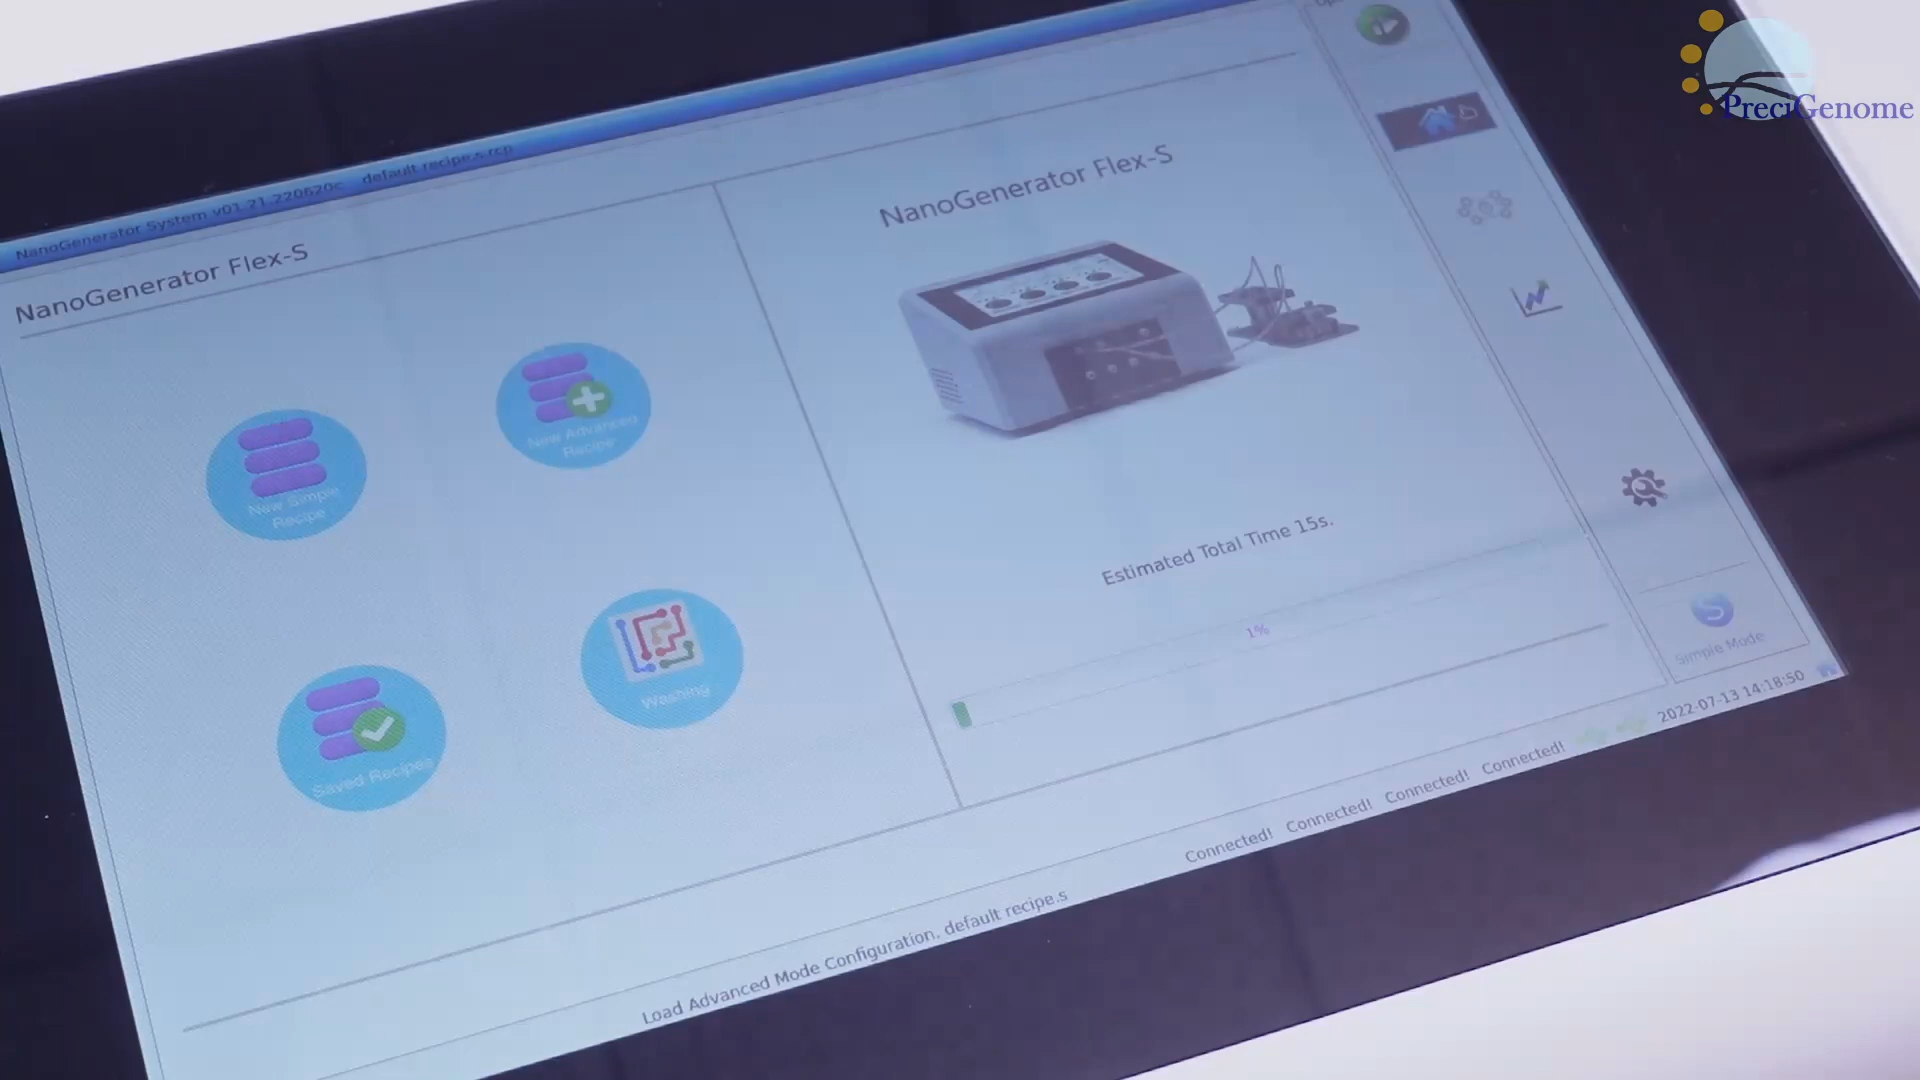 PreciGenome
NanoGenerator System v01.21.220620c default recipe.s.rcp
NanoGenerator Flex-S
New Simple
Recipe
New Advanced
Recipe
Saved Recipes
Washing
NanoGenerator Flex-S
Estimated Total Time 15s.
1%
S
Simple Mode
Load Advanced Mode Configuration, default recipe.s
Connected! Connected! Connected! Connected!
2022-07-13 14:18:50